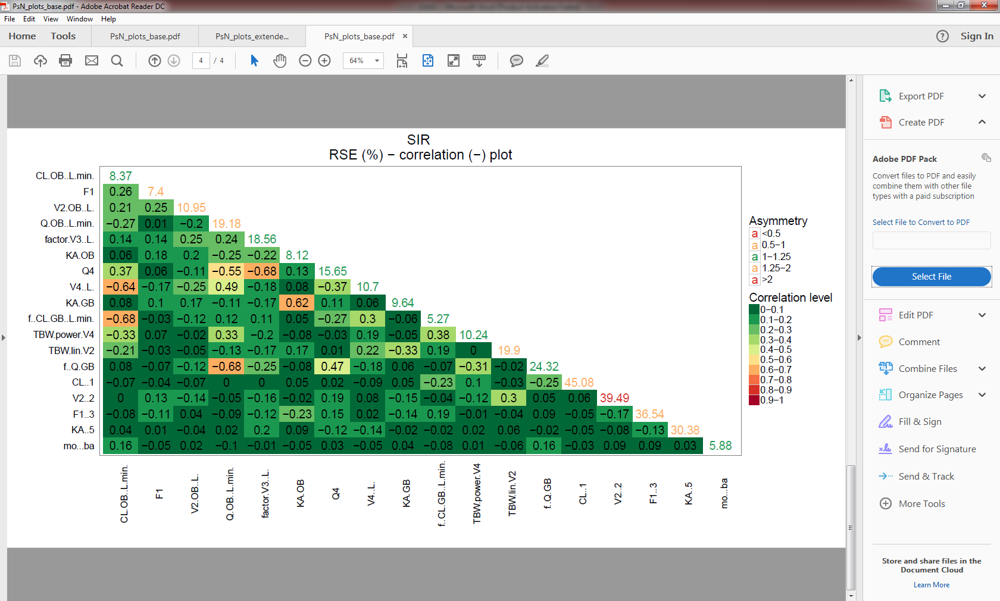 PsN_plots_base.pdf - Adobe Acrobat Reader DC
File Edit View Window Help
Home Tools PsN_plots_base.pdf PsN_plots_extende... PsN_plots_base.pdf × ? Sign In
4 / 4 64%
SIR
RSE (%) − correlation (−) plot
CL.OB..L.min. 8.37
F1 0.26 7.4
V2.OB..L. 0.21 0.25 10.95
Q.OB..L.min. −0.27 0.01 −0.2 19.18
factor.V3..L. 0.14 0.14 0.25 0.24 18.56
KA.OB 0.06 0.18 0.2 −0.25 −0.22 8.12
Q4 0.37 0.06 −0.11 −0.55 −0.68 0.13 15.65
V4..L. −0.64 −0.17 −0.25 0.49 −0.18 0.08 −0.37 10.7
KA.GB 0.08 0.1 0.17 −0.11 −0.17 0.62 0.11 0.06 9.64
f..CL.GB..L.min. −0.68 −0.03 −0.12 0.12 0.11 0.05 −0.27 0.3 −0.06 5.27
TBW.power.V4 −0.33 0.07 −0.02 0.33 −0.2 −0.08 −0.03 0.19 −0.05 0.38 10.24
TBW.lin.V2 −0.21 −0.03 −0.05 −0.13 −0.17 0.17 0.01 0.22 −0.33 0.19 0 19.9
f..Q.GB 0.08 −0.07 −0.12 −0.68 −0.25 −0.08 0.47 −0.18 0.06 −0.07 −0.31 −0.02 24.32
CL..1 −0.07 −0.04 −0.07 0 0 0.05 0.02 −0.09 0.05 −0.23 0.1 −0.03 −0.25 45.08
V2..2 0 0.13 −0.14 −0.05 −0.16 −0.02 0.19 0.08 −0.15 −0.04 −0.12 0.3 0.05 0.06 39.49
F1..3 −0.08 −0.11 0.04 −0.09 −0.12 −0.23 0.15 0.02 −0.14 0.19 −0.01 −0.04 0.09 −0.05 −0.17 36.54
KA..5 0.04 0.01 −0.04 0.02 0.2 0.09 −0.12 −0.14 −0.02 −0.02 0.02 0.06 −0.02 −0.05 −0.08 −0.13 30.38
mo...ba 0.16 −0.05 0.02 −0.1 −0.01 −0.05 0.03 −0.05 0.04 −0.08 0.01 −0.06 0.16 −0.03 0.09 0.09 0.03 5.88
CL.OB..L.min. F1 V2.OB..L. Q.OB..L.min. factor.V3..L. KA.OB Q4 V4..L. KA.GB f..CL.GB..L.min. TBW.power.V4 TBW.lin.V2 f..Q.GB CL..1 V2..2 F1..3 KA..5 mo...ba
Asymmetry
a <0.5
a 0.5−1
a 1−1.25
a 1.25−2
a >2
Correlation level
0−0.1
0.1−0.2
0.2−0.3
0.3−0.4
0.4−0.5
0.5−0.6
0.6−0.7
0.7−0.8
0.8−0.9
0.9−1
Export PDF
Create PDF
Adobe PDF Pack
Convert files to PDF and easily
combine them with other file
types with a paid subscription
Select File to Convert to PDF
Select File
Edit PDF
Comment
Combine Files
Organize Pages
Fill & Sign
Send for Signature
Send & Track
More Tools
Store and share files in the
Document Cloud
Learn More